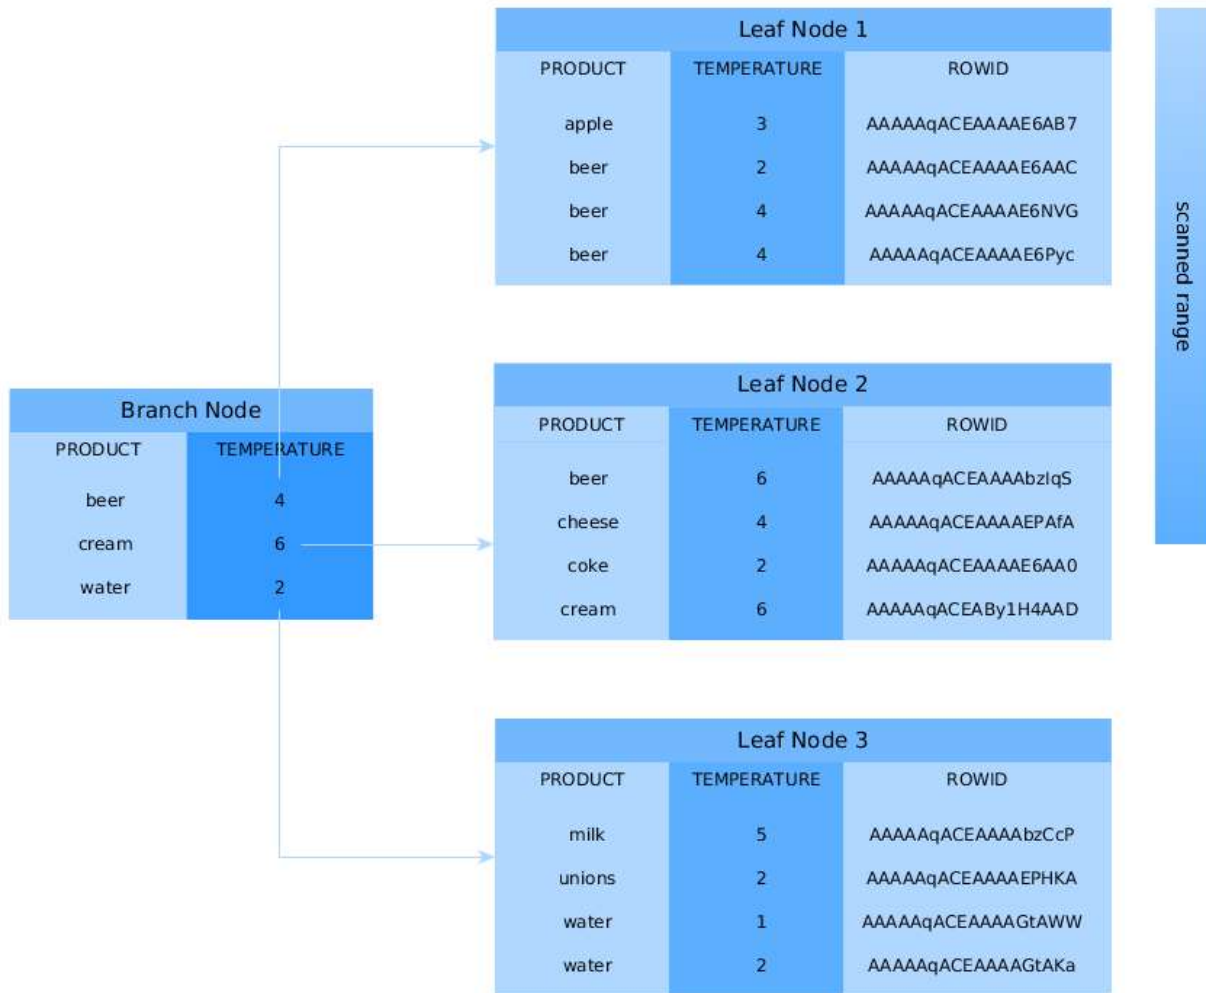 Leaf Node 1
PRODUCT TEMPERATURE ROWID
apple 3 AAAAAqACEAAAAE6AB7
beer 2 AAAAAqACEAAAAE6AAC
beer 4 AAAAAqACEAAAAE6NVG
beer 4 AAAAAqACEAAAAE6Pyc
scanned range
Branch Node
PRODUCT TEMPERATURE
beer 4
cream 6
water 2
Leaf Node 2
PRODUCT TEMPERATURE ROWID
beer 6 AAAAAqACEAAAAbzIqS
cheese 4 AAAAAqACEAAAAEPAfA
coke 2 AAAAAqACEAAAAE6AA0
cream 6 AAAAAqACEABy1H4AAD
Leaf Node 3
PRODUCT TEMPERATURE ROWID
milk 5 AAAAAqACEAAAAbzCcP
unions 2 AAAAAqACEAAAAEPHKA
water 1 AAAAAqACEAAAAGtAWW
water 2 AAAAAqACEAAAAGtAKa